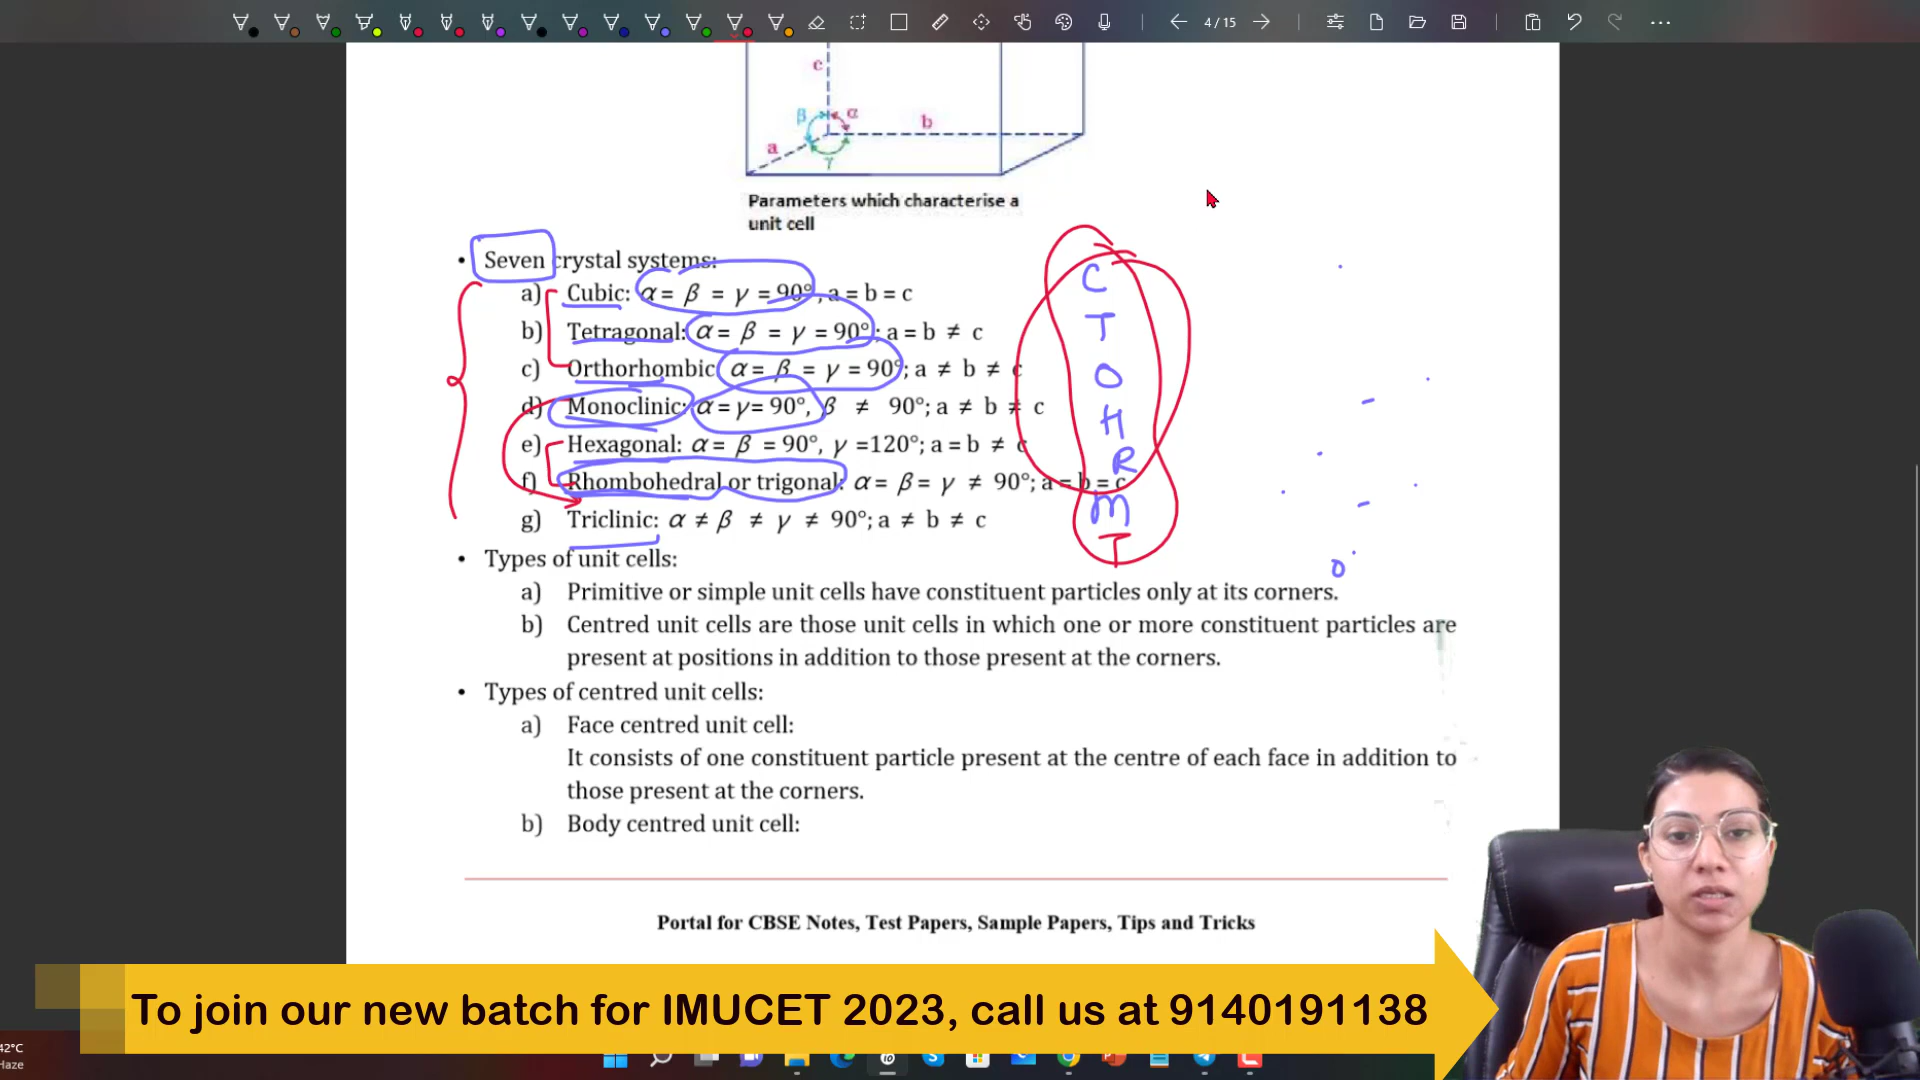 4 / 15
c
β α
b
a
γ
Parameters which characterise a
unit cell
• Seven crystal systems:
a) Cubic: α = β = γ = 90°, a = b = c
b) Tetragonal: α = β = γ = 90° ; a = b ≠ c
c) Orthorhombic α = β = γ = 90°; a ≠ b ≠ c
d) Monoclinic: α = γ = 90°, β ≠ 90°; a ≠ b ≠ c
e) Hexagonal: α = β = 90°, γ =120°; a = b ≠ c
f) Rhombohedral or trigonal: α = β = γ ≠ 90°; a = b = c
g) Triclinic: α ≠ β ≠ γ ≠ 90°; a ≠ b ≠ c
C
T
O
H
R
M
T
• Types of unit cells:
a) Primitive or simple unit cells have constituent particles only at its corners.
b) Centred unit cells are those unit cells in which one or more constituent particles are
present at positions in addition to those present at the corners.
• Types of centred unit cells:
a) Face centred unit cell:
It consists of one constituent particle present at the centre of each face in addition to
those present at the corners.
b) Body centred unit cell:
Portal for CBSE Notes, Test Papers, Sample Papers, Tips and Tricks
To join our new batch for IMUCET 2023, call us at 9140191138
42°C
Haze